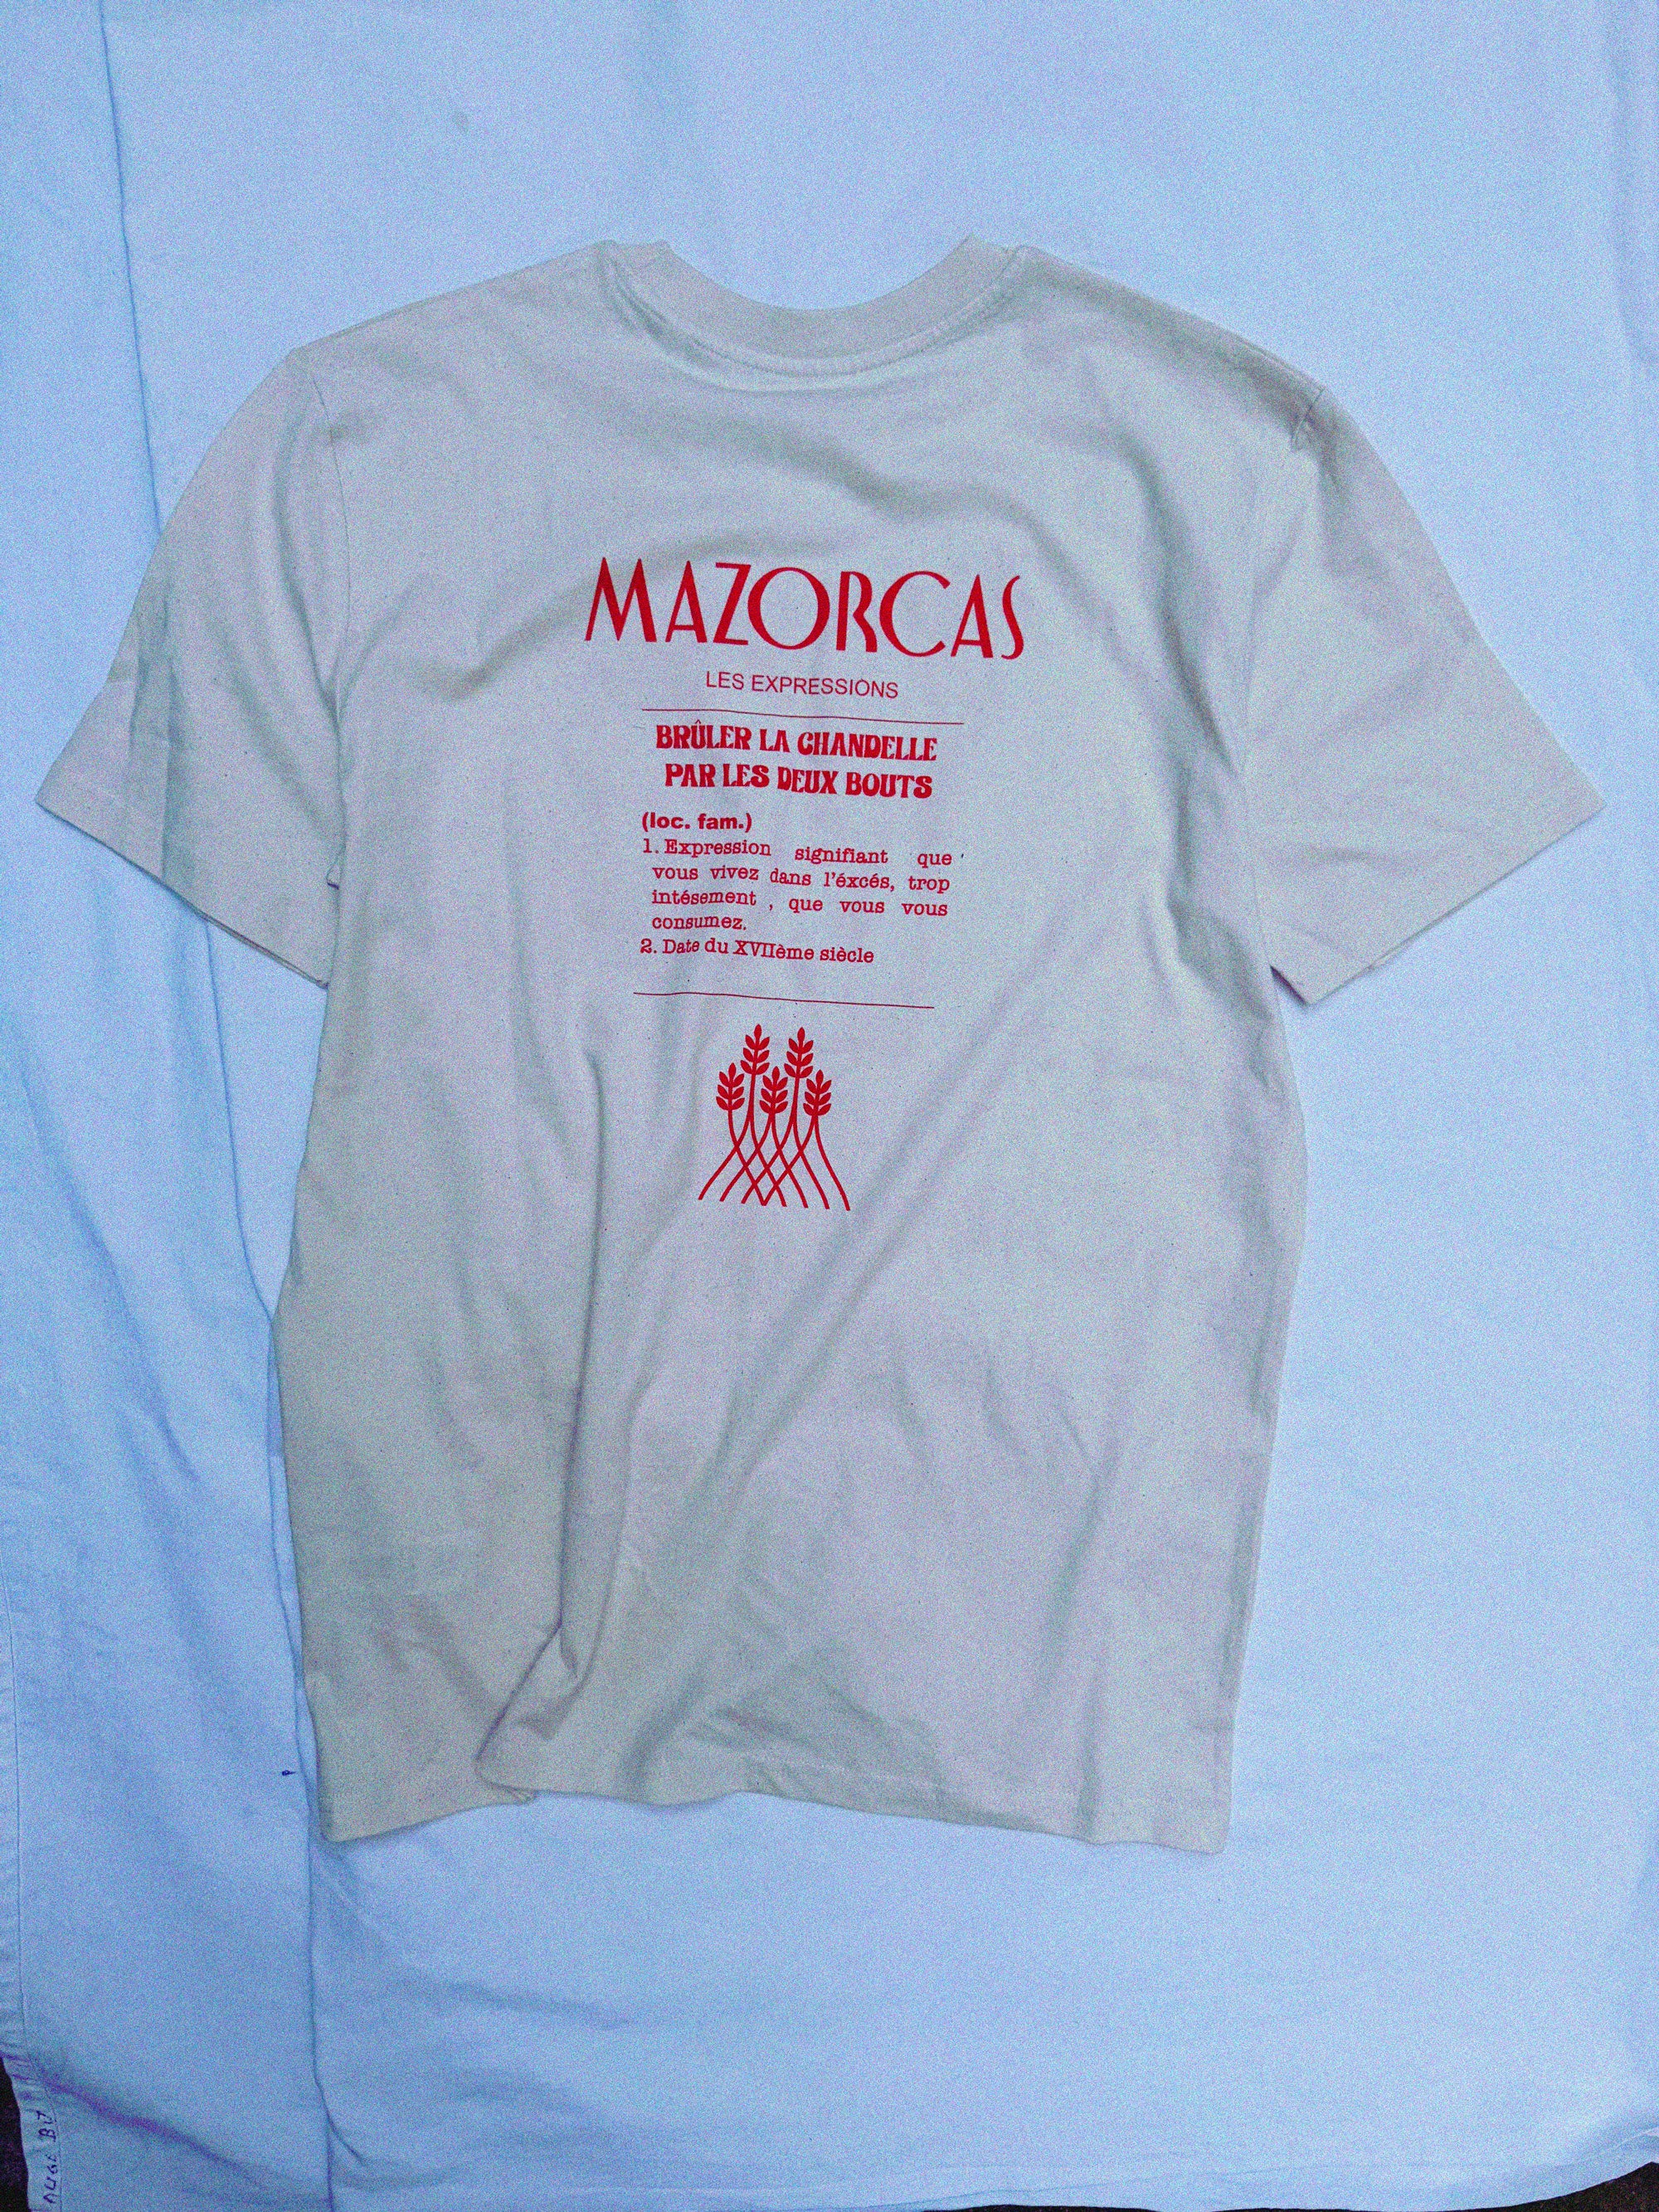 MAZORCAS
LES EXPRESSIONS
BRÛLER LA CHANDELLE
PAR LES DEUX BOUTS
(loc. fam.)
1. Expression signifiant que
vous vivez dans l'éxcés, trop
intésement , que vous vous
consumez.
2. Date du XVIIème siècle